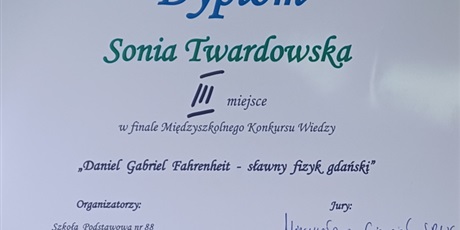 Dyplom
Sonia Twardowska
III miejsce
w finale Międzyszkolnego Konkursu Wiedzy
„Daniel Gabriel Fahrenheit - sławny fizyk gdański”
Organizatorzy: Jury:
Szkoła Podstawowa nr 88